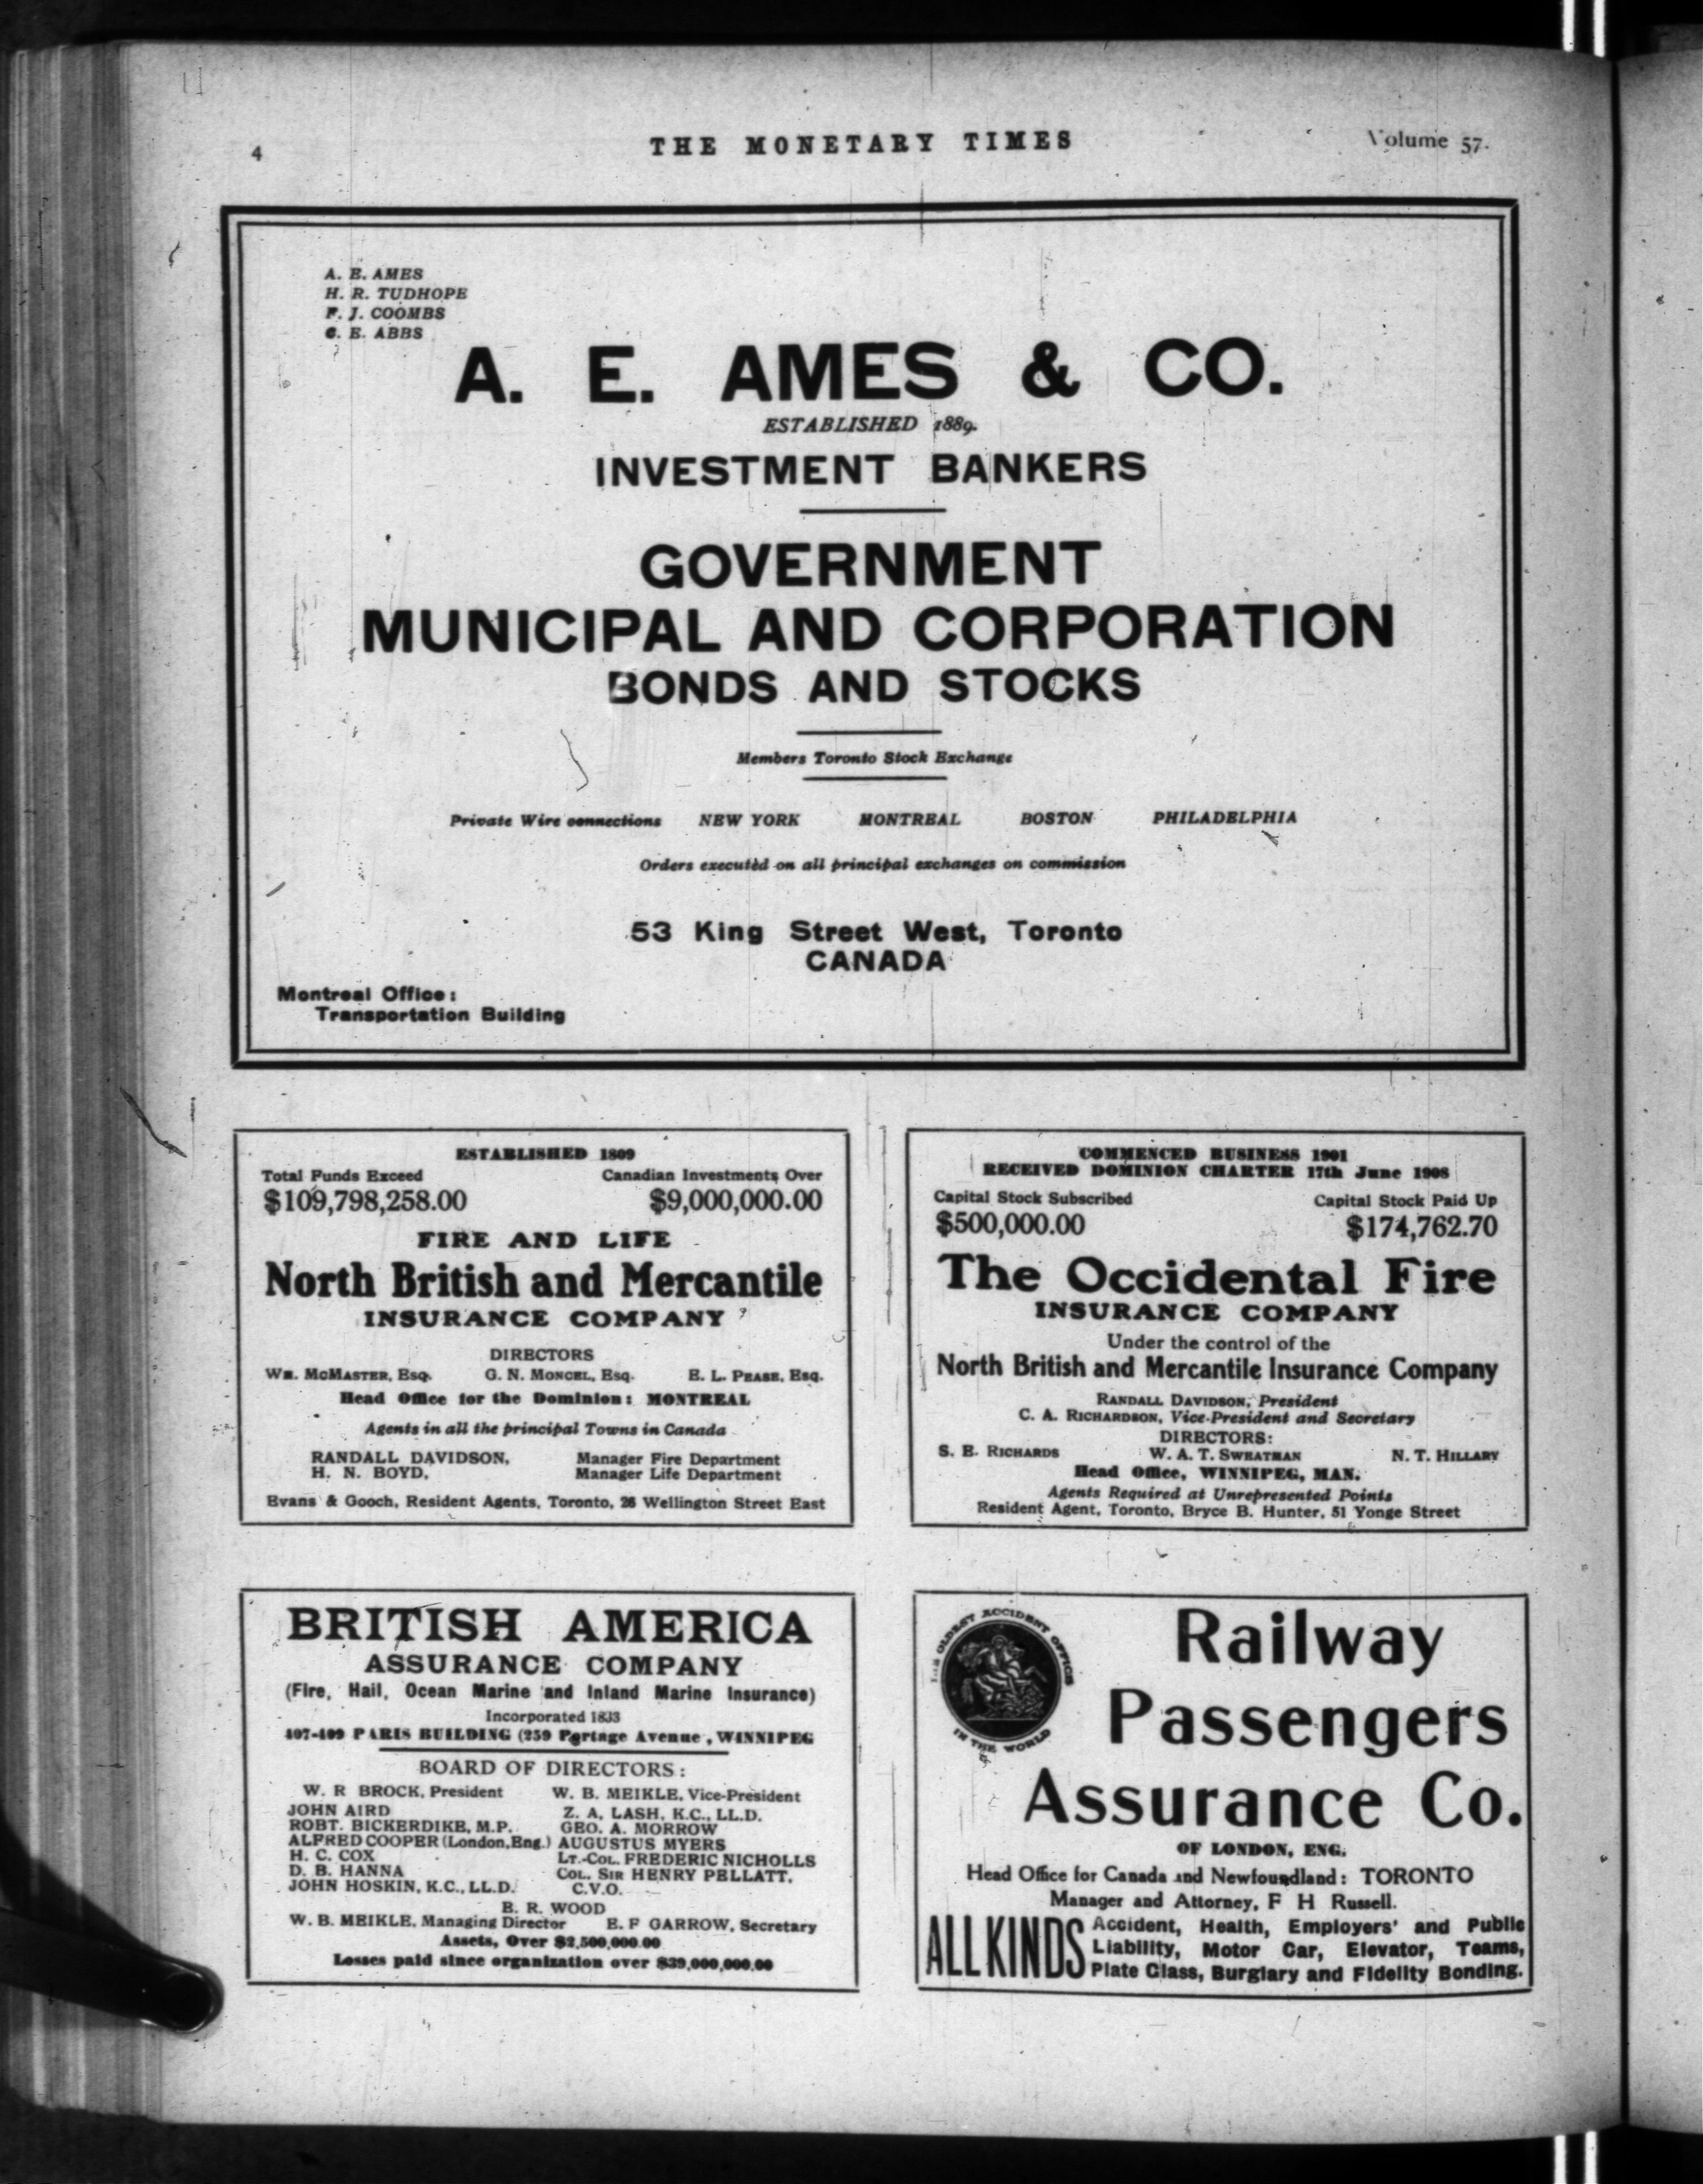 4
THE MONETARY TIMES
Volume 57.
A. E. AMES
H. R. TUDHOPE
F. J. COOMBS
C. E. ABBS
A. E. AMES & CO.
ESTABLISHED 1889.
INVESTMENT BANKERS
GOVERNMENT
MUNICIPAL AND CORPORATION
BONDS AND STOCKS
Members Toronto Stock Exchange
Private Wire connections NEW YORK MONTREAL BOSTON PHILADELPHIA
Orders executed on all principal exchanges on commission
53 King Street West, Toronto
CANADA
Montreal Office:
Transportation Building
ESTABLISHED 1809
Total Funds Exceed Canadian Investments Over
$109,798,258.00 $9,000,000.00
FIRE AND LIFE
North British and Mercantile
INSURANCE COMPANY
DIRECTORS
WM. MCMASTER, Esq. G. N. MONCEL, Esq. E. L. PEASE, Esq.
Head Office for the Dominion: MONTREAL
Agents in all the principal Towns in Canada
RANDALL DAVIDSON, Manager Fire Department
H. N. BOYD, Manager Life Department
Evans & Gooch, Resident Agents, Toronto, 26 Wellington Street East
COMMENCED BUSINESS 1901
RECEIVED DOMINION CHARTER 17th June 1908
Capital Stock Subscribed Capital Stock Paid Up
$500,000.00 $174,762.70
The Occidental Fire
INSURANCE COMPANY
Under the control of the
North British and Mercantile Insurance Company
RANDALL DAVIDSON, President
C. A. RICHARDSON, Vice-President and Secretary
DIRECTORS:
S. E. RICHARDS W. A. T. SWEATMAN N. T. HILLARY
Head Office, WINNIPEG, MAN.
Agents Required at Unrepresented Points
Resident Agent, Toronto, Bryce B. Hunter, 51 Yonge Street
BRITISH AMERICA
ASSURANCE COMPANY
(Fire, Hail, Ocean Marine and Inland Marine Insurance)
Incorporated 1833
407-409 PARIS BUILDING (259 Portage Avenue, WINNIPEG
BOARD OF DIRECTORS:
W. R BROCK, President W. B. MEIKLE, Vice-President
JOHN AIRD Z. A. LASH, K.C., LL.D.
ROBT. BICKERDIKE, M.P. GEO. A. MORROW
ALFRED COOPER (London, Eng.) AUGUSTUS MYERS
H. C. COX LT.-COL. FREDERIC NICHOLLS
D. B. HANNA COL. SIR HENRY PELLATT,
JOHN HOSKIN, K.C., LL.D. C.V.O.
E. R. WOOD
W. B. MEIKLE, Managing Director E. F GARROW, Secretary
Assets, Over $2,500,000.00
Losses paid since organization over $39,000,000.00
THE OLDEST ACCIDENT OFFICE
IN THE WORLD
Railway
Passengers
Assurance Co.
OF LONDON, ENG.
Head Office for Canada and Newfoundland: TORONTO
Manager and Attorney, F H Russell.
ALL KINDS
Accident, Health, Employers' and Public
Liability, Motor Car, Elevator, Teams,
Plate Glass, Burglary and Fidelity Bonding.